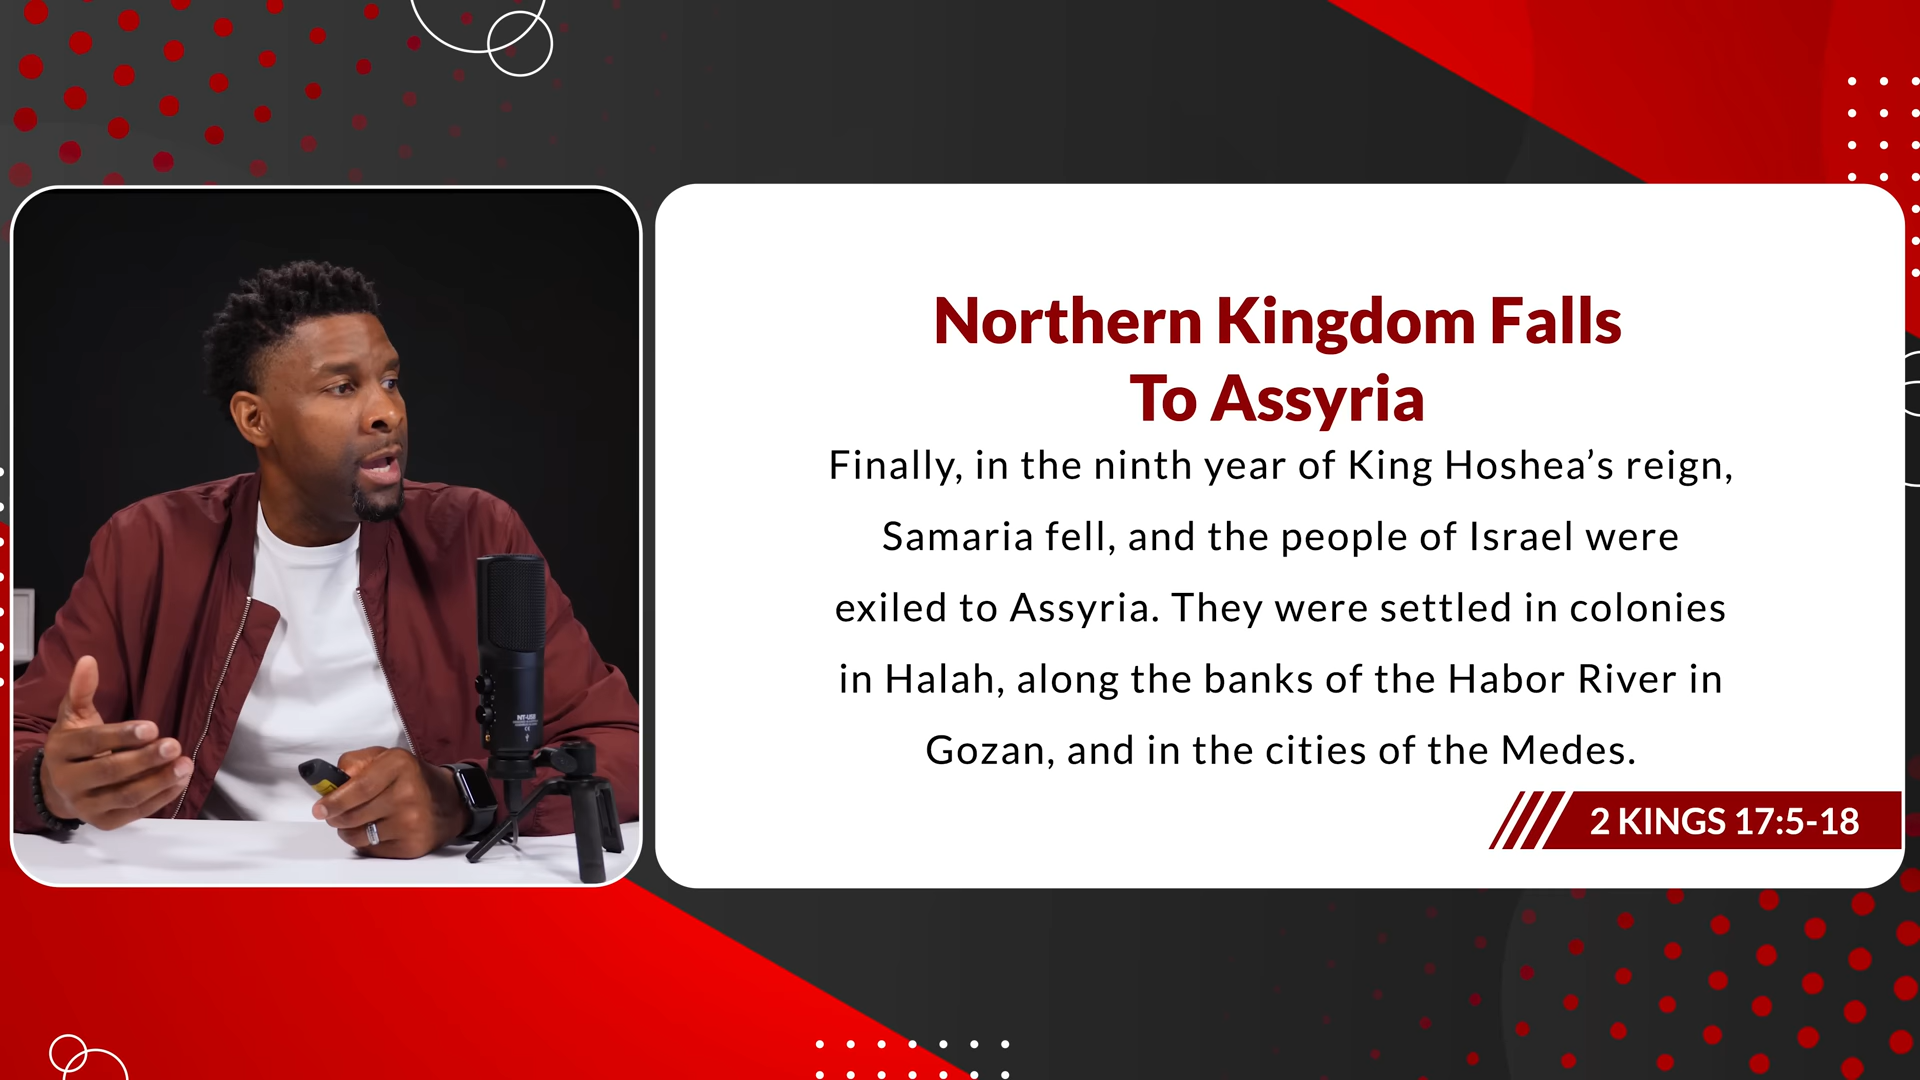 Northern Kingdom Falls
To Assyria
Finally, in the ninth year of King Hoshea’s reign,
Samaria fell, and the people of Israel were
exiled to Assyria. They were settled in colonies
in Halah, along the banks of the Habor River in
Gozan, and in the cities of the Medes.
2 KINGS 17:5-18
NT-USB